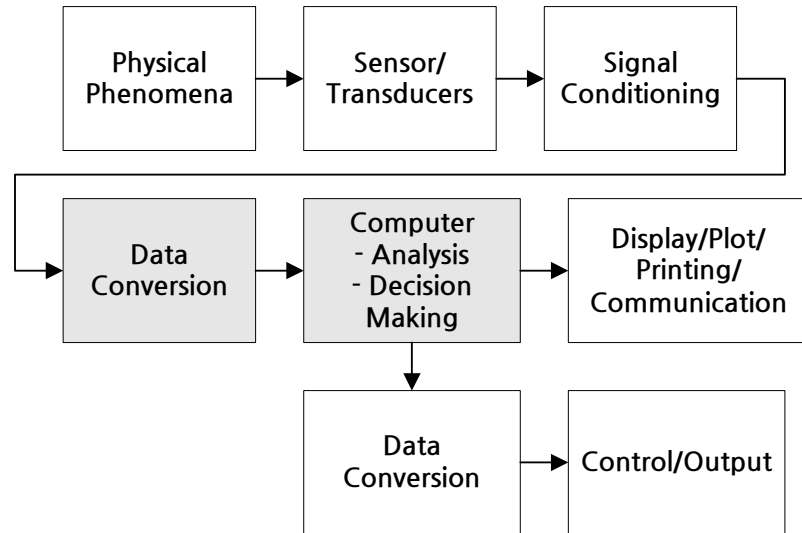 Physical
Phenomena
Sensor/
Transducers
Signal
Conditioning
Data
Conversion
Computer
- Analysis
- Decision
Making
Display/Plot/
Printing/
Communication
Data
Conversion
Control/Output